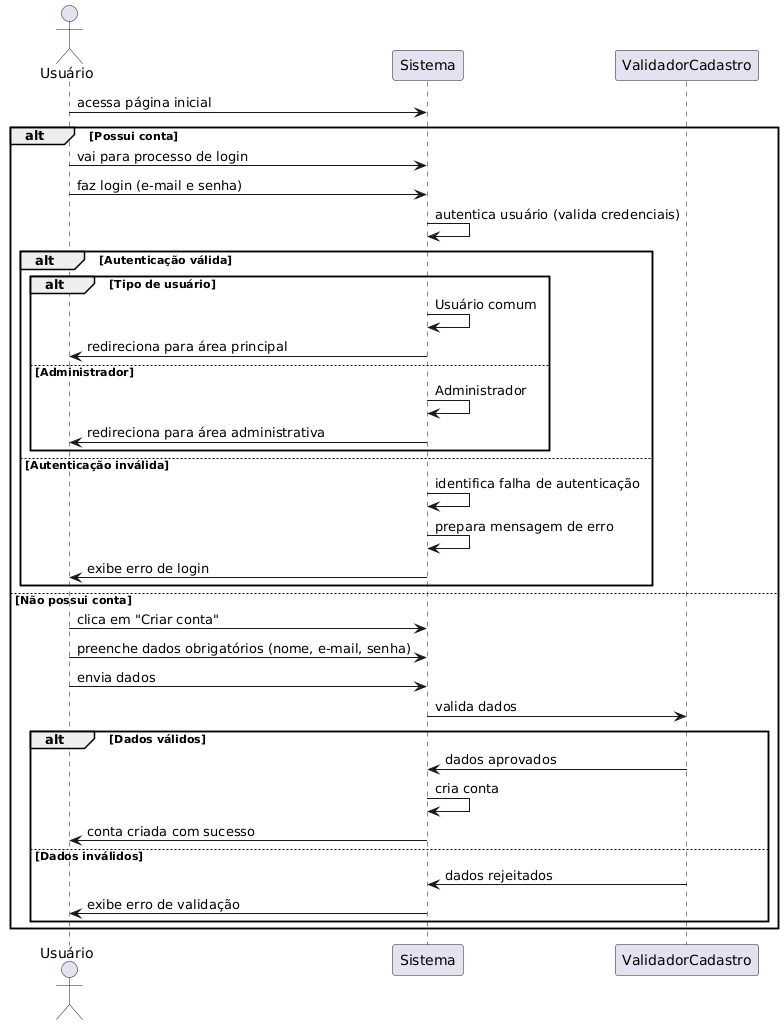 Usuário
Sistema
ValidadorCadastro
acessa página inicial
alt [Possui conta]
vai para processo de login
faz login (e-mail e senha)
autentica usuário (valida credenciais)
alt [Autenticação válida]
alt [Tipo de usuário]
Usuário comum
redireciona para área principal
[Administrador]
Administrador
redireciona para área administrativa
[Autenticação inválida]
identifica falha de autenticação
prepara mensagem de erro
exibe erro de login
[Não possui conta]
clica em "Criar conta"
preenche dados obrigatórios (nome, e-mail, senha)
envia dados
valida dados
alt [Dados válidos]
dados aprovados
cria conta
conta criada com sucesso
[Dados inválidos]
dados rejeitados
exibe erro de validação
Usuário
Sistema
ValidadorCadastro